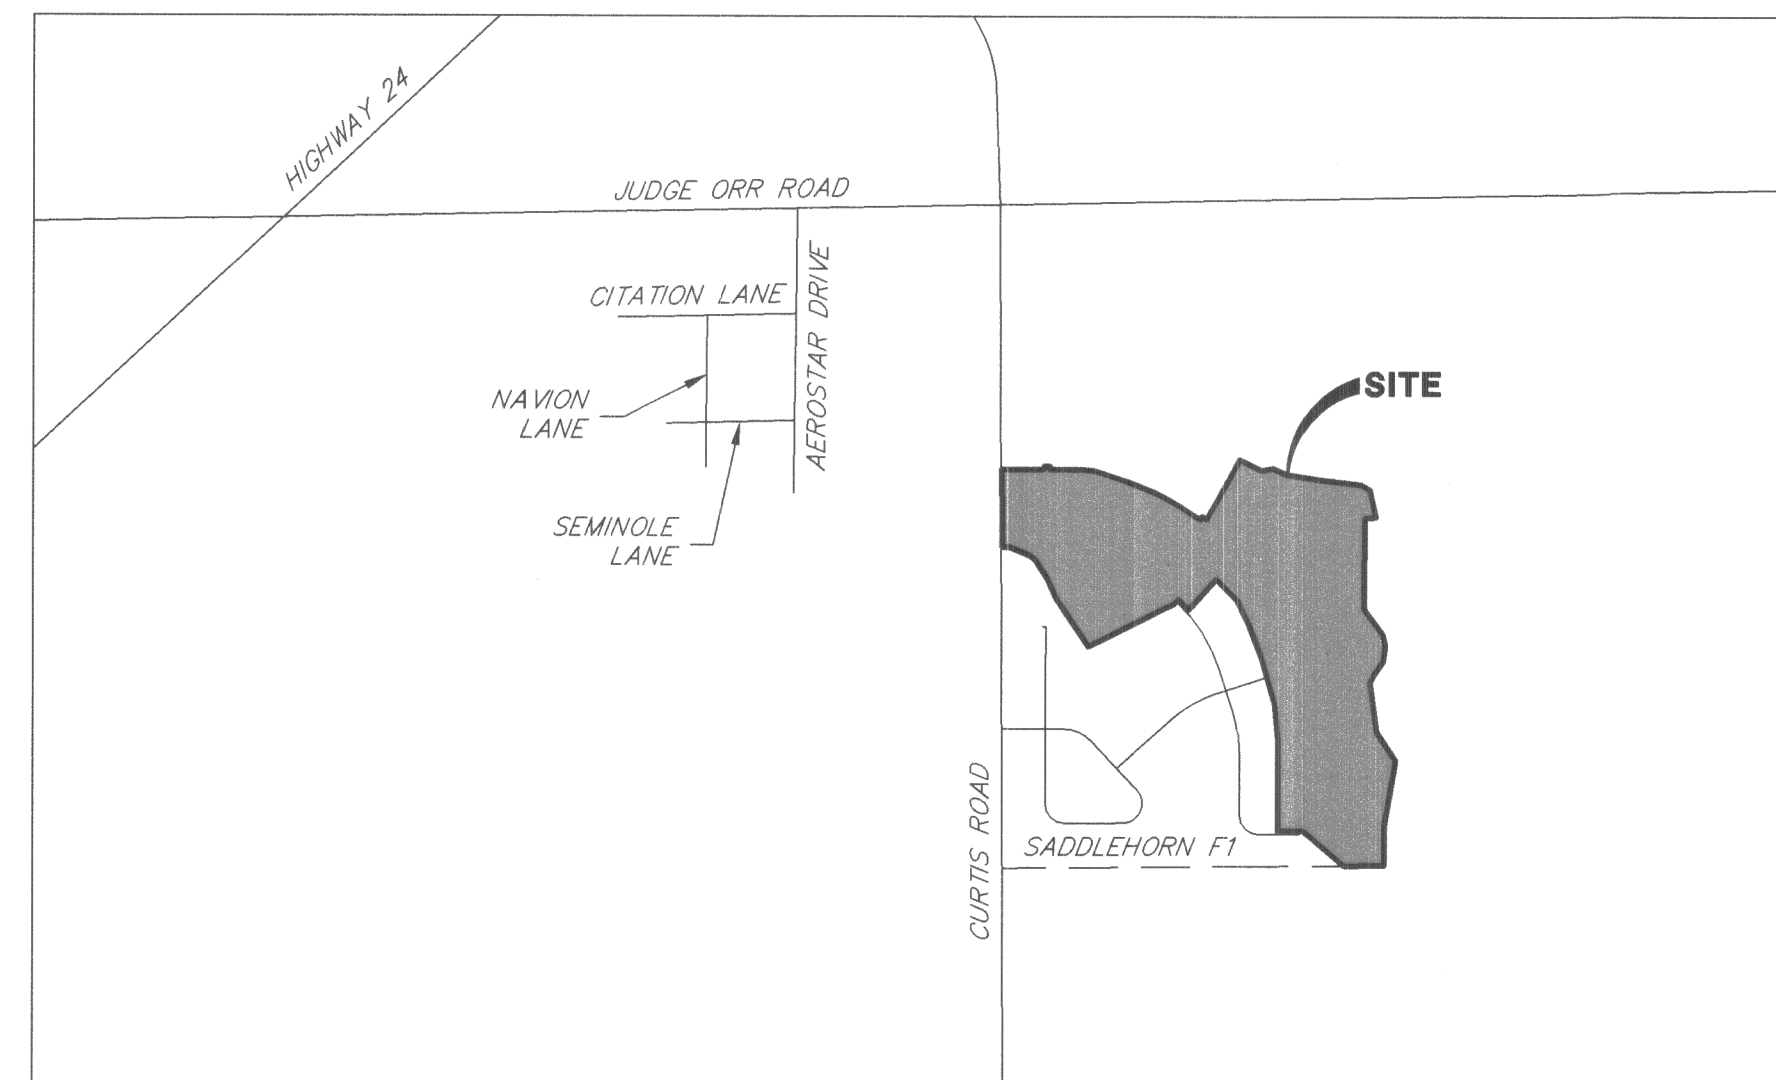 HIGHWAY 24
JUDGE ORR ROAD
CITATION LANE
AEROSTAR DRIVE
NAVION
LANE
SITE
SEMINOLE
LANE
CURTIS ROAD
SADDLEHORN F1